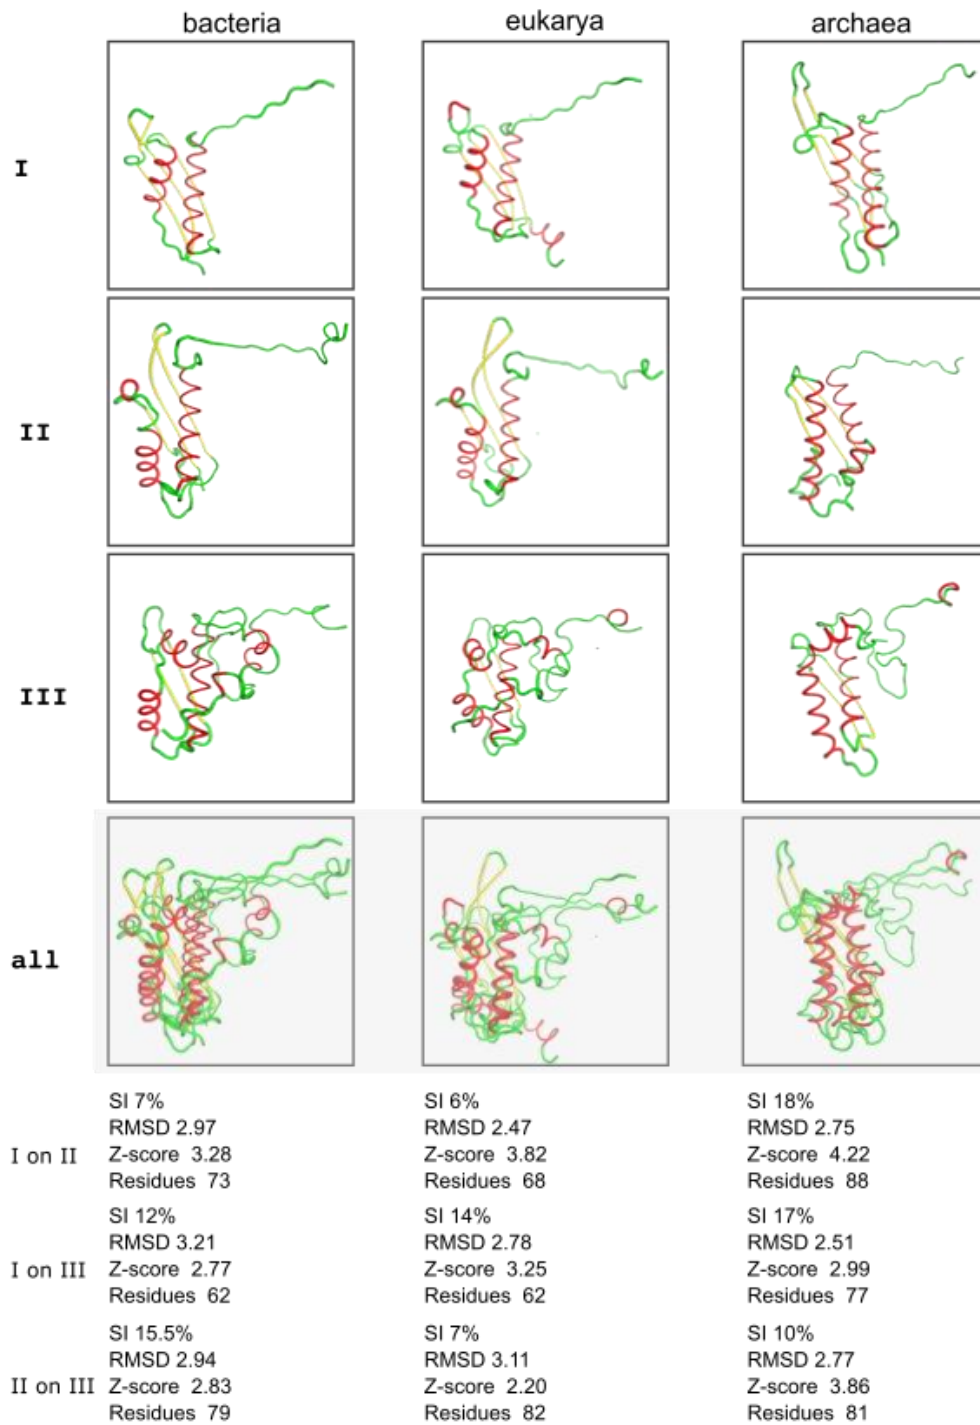 bacteria eukarya archaea
I
II
III
all
SI 7% SI 6% SI 18%
RMSD 2.97 RMSD 2.47 RMSD 2.75
I on II Z-score 3.28 Z-score 3.82 Z-score 4.22
Residues 73 Residues 68 Residues 88
SI 12% SI 14% SI 17%
RMSD 3.21 RMSD 2.78 RMSD 2.51
I on III Z-score 2.77 Z-score 3.25 Z-score 2.99
Residues 62 Residues 62 Residues 77
SI 15.5% SI 7% SI 10%
RMSD 2.94 RMSD 3.11 RMSD 2.77
II on III Z-score 2.83 Z-score 2.20 Z-score 3.86
Residues 79 Residues 82 Residues 81